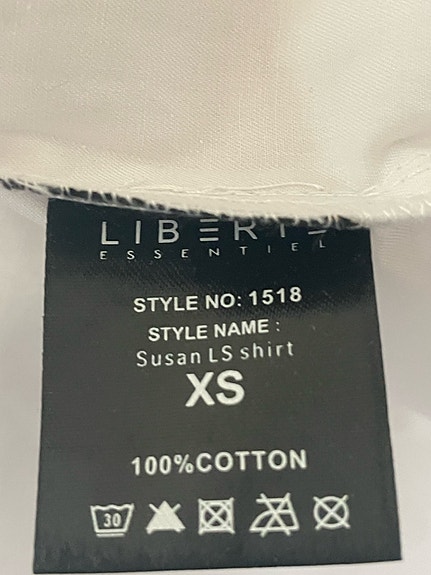 LIBERTE
ESSENTIEL
STYLE NO: 1518
STYLE NAME :
Susan LS shirt
XS
100%COTTON
30